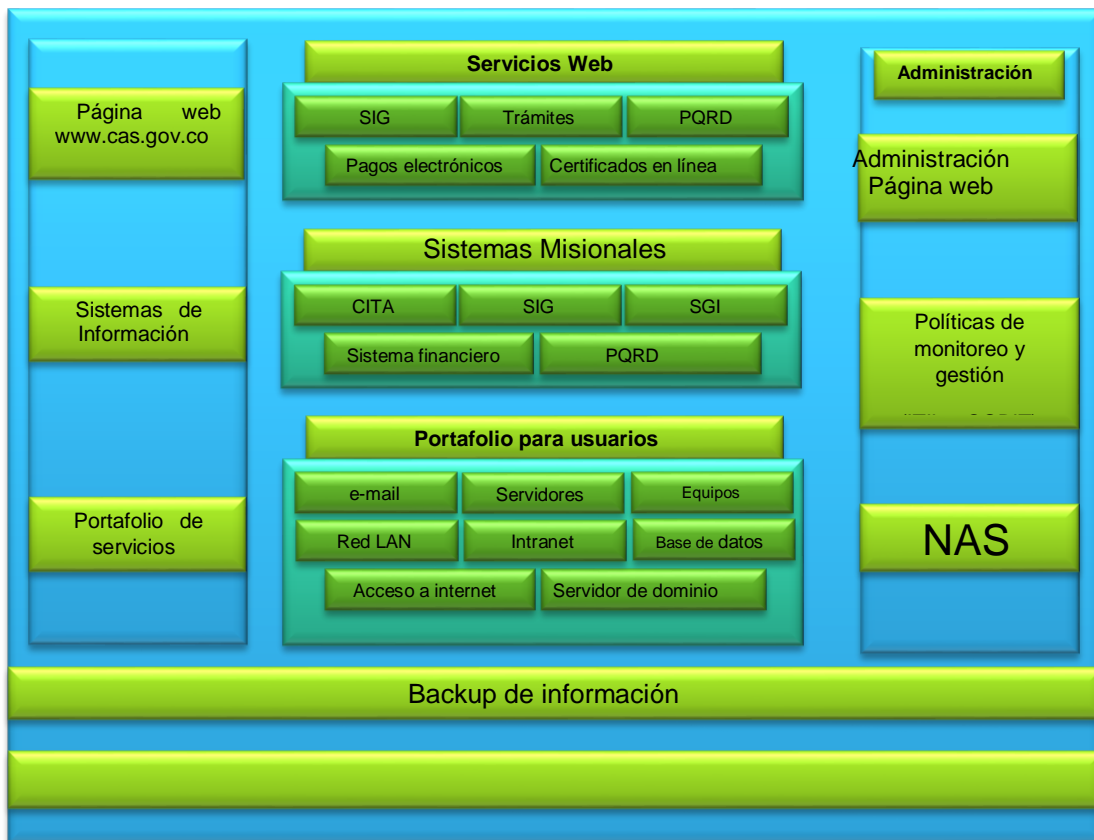 Página web
www.cas.gov.co
Sistemas de
Información
Portafolio de
servicios
Servicios Web
SIG
Trámites
PQRD
Pagos electrónicos
Certificados en línea
Sistemas Misionales
CITA
SIG
SGI
Sistema financiero
PQRD
Portafolio para usuarios
e-mail
Servidores
Equipos
Red LAN
Intranet
Base de datos
Acceso a internet
Servidor de dominio
Administración
Administración
Página web
Políticas de
monitoreo y
gestión
NAS
Backup de información